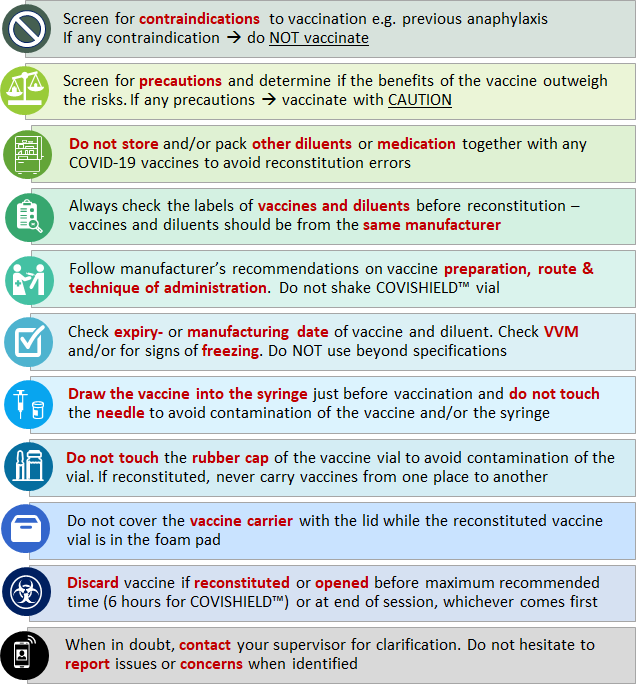 Screen for contraindications to vaccination e.g. previous anaphylaxis
If any contraindication → do NOT vaccinate
Screen for precautions and determine if the benefits of the vaccine outweigh
the risks. If any precautions → vaccinate with CAUTION
Do not store and/or pack other diluents or medication together with any
COVID-19 vaccines to avoid reconstitution errors
Always check the labels of vaccines and diluents before reconstitution –
vaccines and diluents should be from the same manufacturer
Follow manufacturer's recommendations on vaccine preparation, route &
technique of administration. Do not shake COVISHIELD™ vial
Check expiry- or manufacturing date of vaccine and diluent. Check VVM
and/or for signs of freezing. Do NOT use beyond specifications
Draw the vaccine into the syringe just before vaccination and do not touch
the needle to avoid contamination of the vaccine and/or the syringe
Do not touch the rubber cap of the vaccine vial to avoid contamination of the
vial. If reconstituted, never carry vaccines from one place to another
Do not cover the vaccine carrier with the lid while the reconstituted vaccine
vial is in the foam pad
Discard vaccine if reconstituted or opened before maximum recommended
time (6 hours for COVISHIELD™) or at end of session, whichever comes first
When in doubt, contact your supervisor for clarification. Do not hesitate to
report issues or concerns when identified